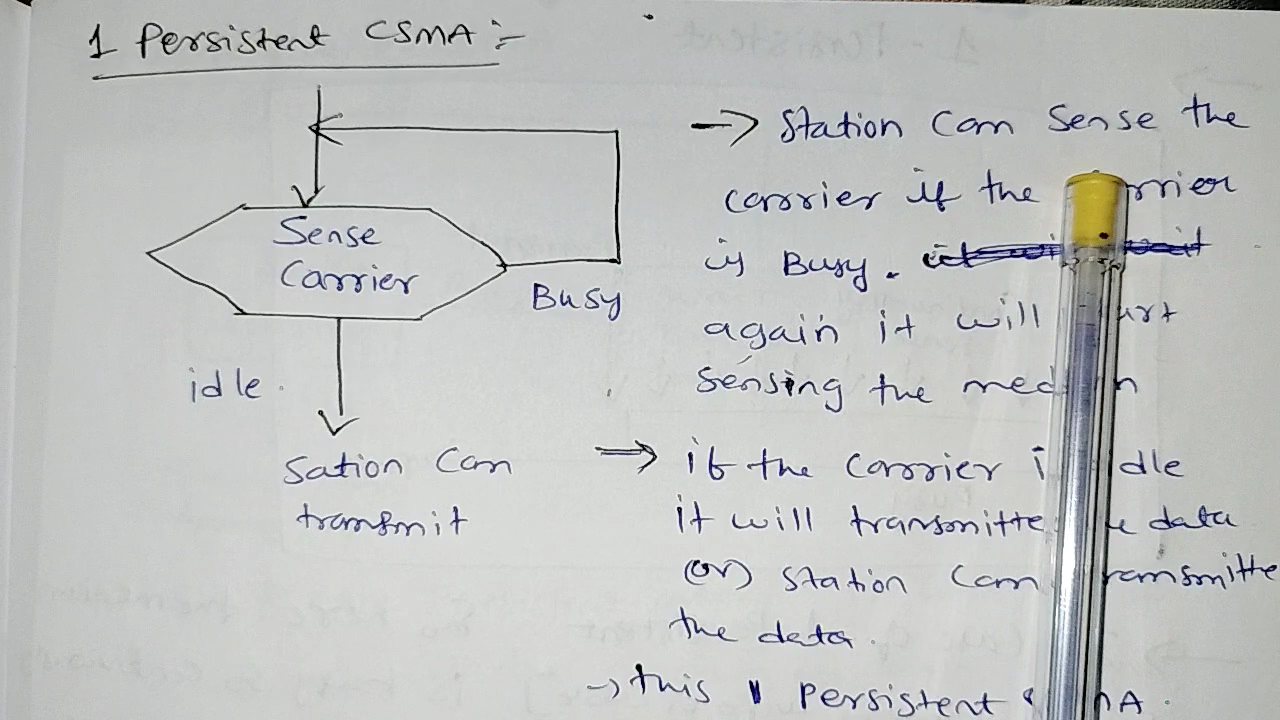 1 Persistent CSMA :-
Sense
Carrier
Busy
idle
Sation Can
transmit
-> Station Can Sense the
carrier if the
is Busy.
again it will
sensing the
=> if the carrier idle
it will transmitte data
(or) station Can
the data.
-> this 1 Persistent